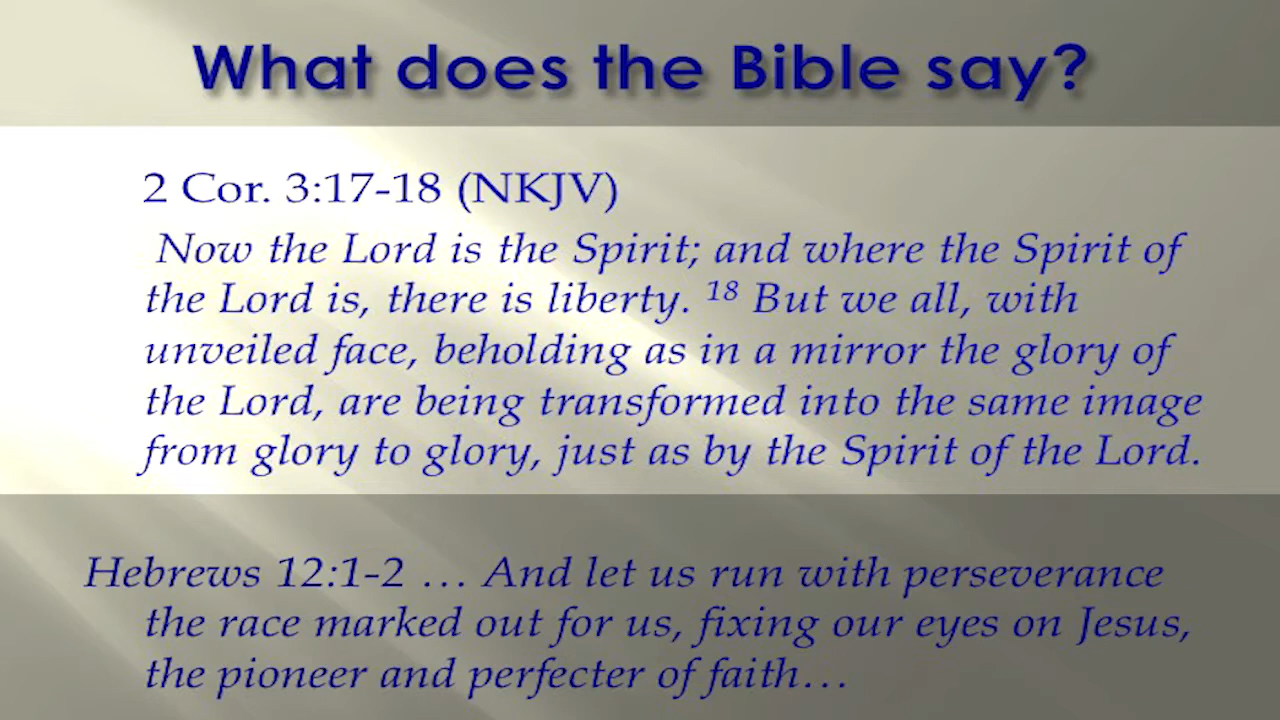 What does the Bible say?
2 Cor. 3:17-18 (NKJV)
Now the Lord is the Spirit; and where the Spirit of
the Lord is, there is liberty. 18 But we all, with
unveiled face, beholding as in a mirror the glory of
the Lord, are being transformed into the same image
from glory to glory, just as by the Spirit of the Lord.
Hebrews 12:1-2 … And let us run with perseverance
the race marked out for us, fixing our eyes on Jesus,
the pioneer and perfecter of faith…